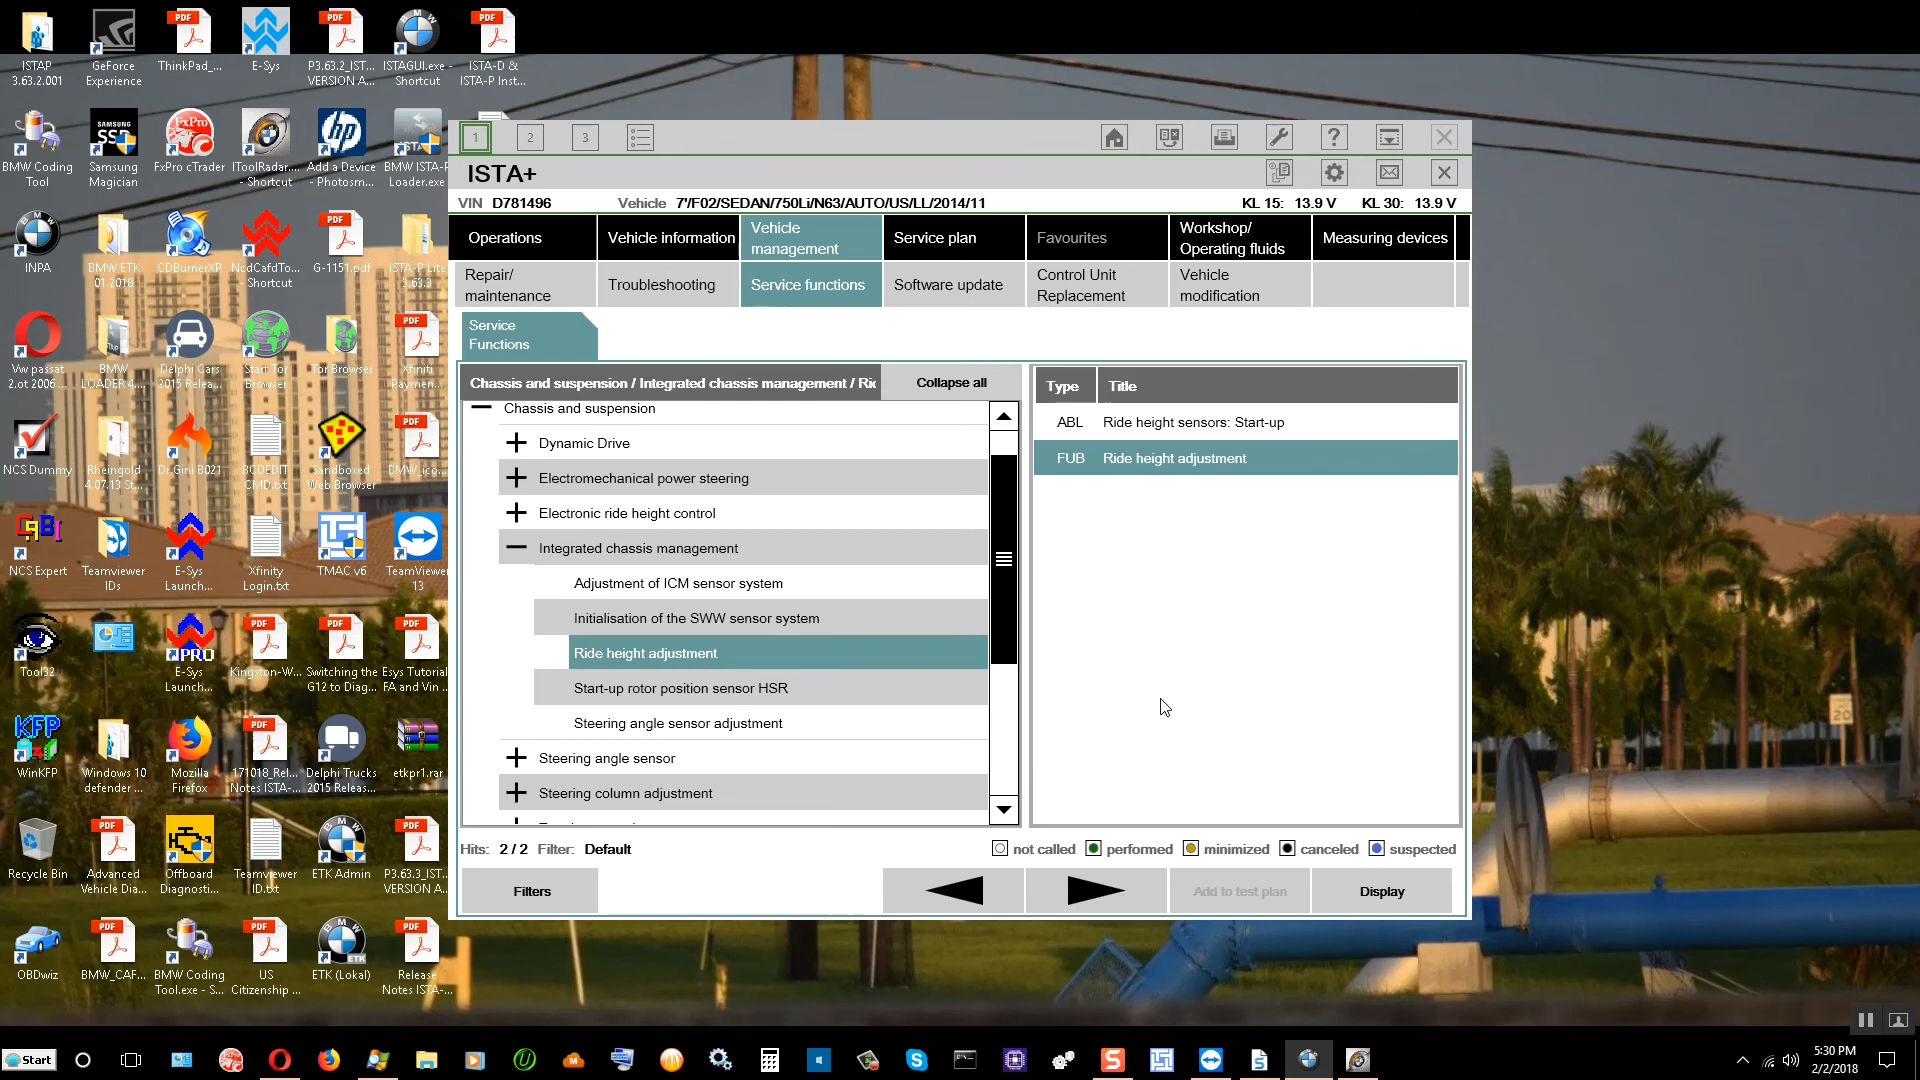 ISTAP
3.63.2.001
GeForce
Experience
ThinkPad_...
E-Sys
P3.63.2_IST...
VERSION A...
ISTAGUI.exe -
Shortcut
ISTA-D &
ISTA-P Inst...
BMW Coding
Tool
SAMSUNG
SSD
Samsung
Magician
FxPro
FxPro cTrader
IToolRadar....
- Shortcut
Add a Device
- Photosm...
BMW ISTA-P
Loader.exe
INPA
BMW ETK
01.2018
CDBurnerXP
NcdCafdTo...
- Shortcut
G-1151.pdf
ISTA-P Lite
3.63.3
Vw passat
2.ot 2006 ...
BMW
LOADER 4....
Delphi Cars
2015 Relea...
Start Tor
Browser
Tor Browser
Xfiniti
Paymen...
NCS Dummy
Rheingold
4.07.13 St...
Dr.Gini B021
BCDEDIT
CMD.txt
Sandboxed
Web Browser
BMW_ico...
NCS Expert
Teamviewer
IDs
E-Sys
Launch...
Xfinity
Login.txt
TMAC v6
TeamViewer
13
Tool32
PRO
E-Sys
Launch...
Kingston-W...
Switching the
G12 to Diag...
Esys Tutorial
FA and Vin ...
WinKFP
Windows 10
defender ...
Mozilla
Firefox
171018_Rel...
Notes ISTA-...
Delphi Trucks
2015 Releas...
etkpr1.rar
Recycle Bin
Advanced
Vehicle Dia...
Offboard
Diagnosti...
Teamviewer
ID.txt
ETK Admin
P3.63.3_IST...
VERSION A...
OBDwiz
BMW_CAF...
BMW Coding
Tool.exe - S...
US
Citizenship ...
ETK (Lokal)
Release
Notes ISTA-...
1
2
3
?
ISTA+
VIN D781496
Vehicle 7'/F02/SEDAN/750Li/N63/AUTO/US/LL/2014/11
KL 15: 13.9 V KL 30: 13.9 V
Operations
Vehicle information
Vehicle
management
Service plan
Favourites
Workshop/
Operating fluids
Measuring devices
Repair/
maintenance
Troubleshooting
Service functions
Software update
Control Unit
Replacement
Vehicle
modification
Service
Functions
Chassis and suspension / Integrated chassis management / Ric
Collapse all
Chassis and suspension
Dynamic Drive
Electromechanical power steering
Electronic ride height control
Integrated chassis management
Adjustment of ICM sensor system
Initialisation of the SWW sensor system
Ride height adjustment
Start-up rotor position sensor HSR
Steering angle sensor adjustment
Steering angle sensor
Steering column adjustment
Type Title
ABL Ride height sensors: Start-up
FUB Ride height adjustment
Hits: 2 / 2 Filter: Default
not called performed minimized canceled suspected
Filters
Add to test plan
Display
Start
5:30 PM
2/2/2018